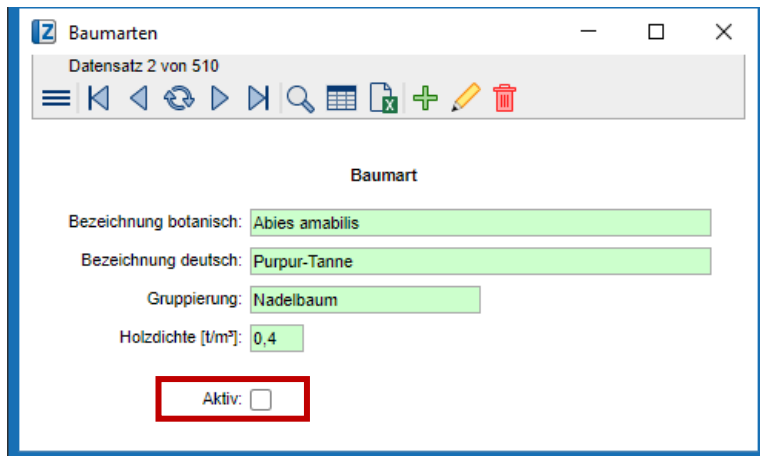 Z Baumarten
Datensatz 2 von 510
X
Baumart
Bezeichnung botanisch: Abies amabilis
Bezeichnung deutsch: Purpur-Tanne
Gruppierung: Nadelbaum
Holzdichte [t/m³]: 0,4
Aktiv: